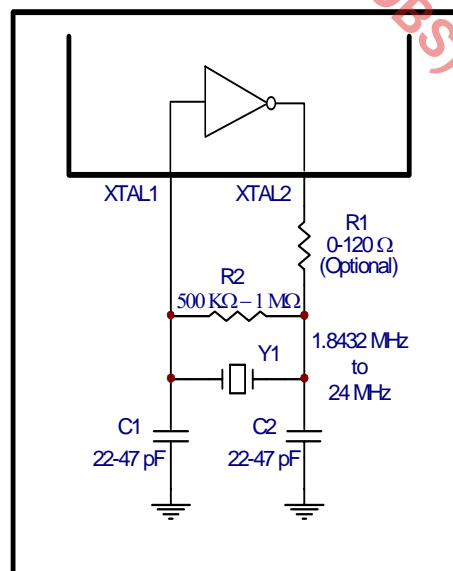 OBS)
XTAL1
XTAL2
R1
0-120 Ω
(Optional)
R2
500 KΩ – 1 MΩ
Y1
1.8432 MHz
to
24 MHz
C1
22-47 pF
C2
22-47 pF